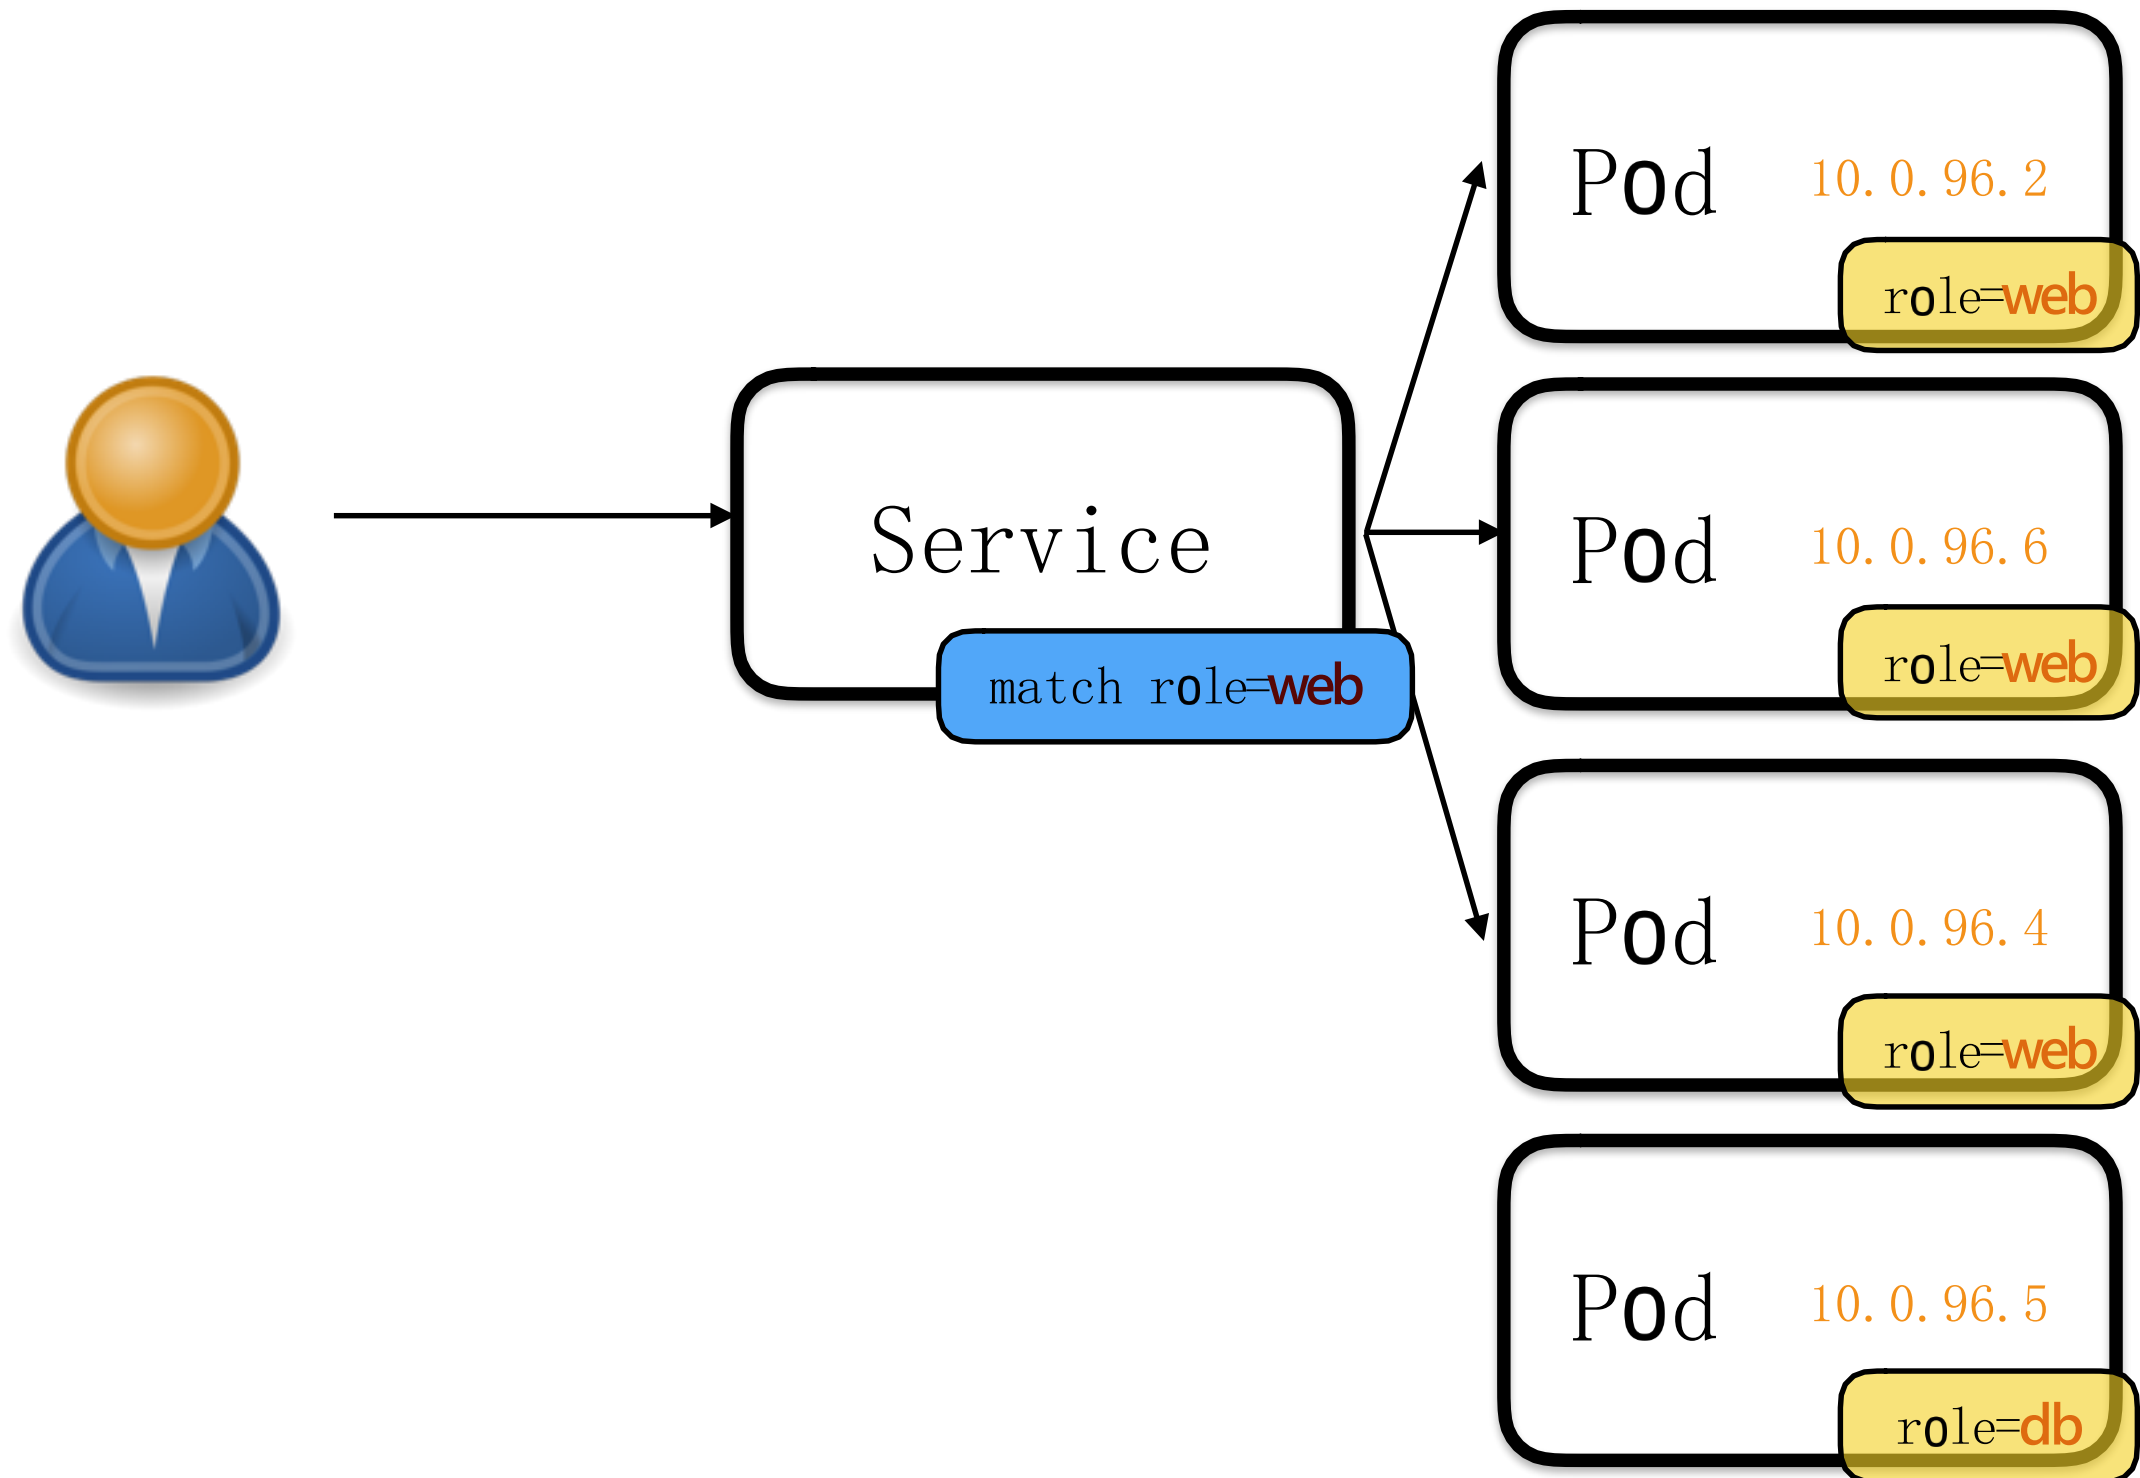 Pod 10.0.96.2
role=web
Service
match role=web
Pod 10.0.96.6
role=web
Pod 10.0.96.4
role=web
Pod 10.0.96.5
role=db